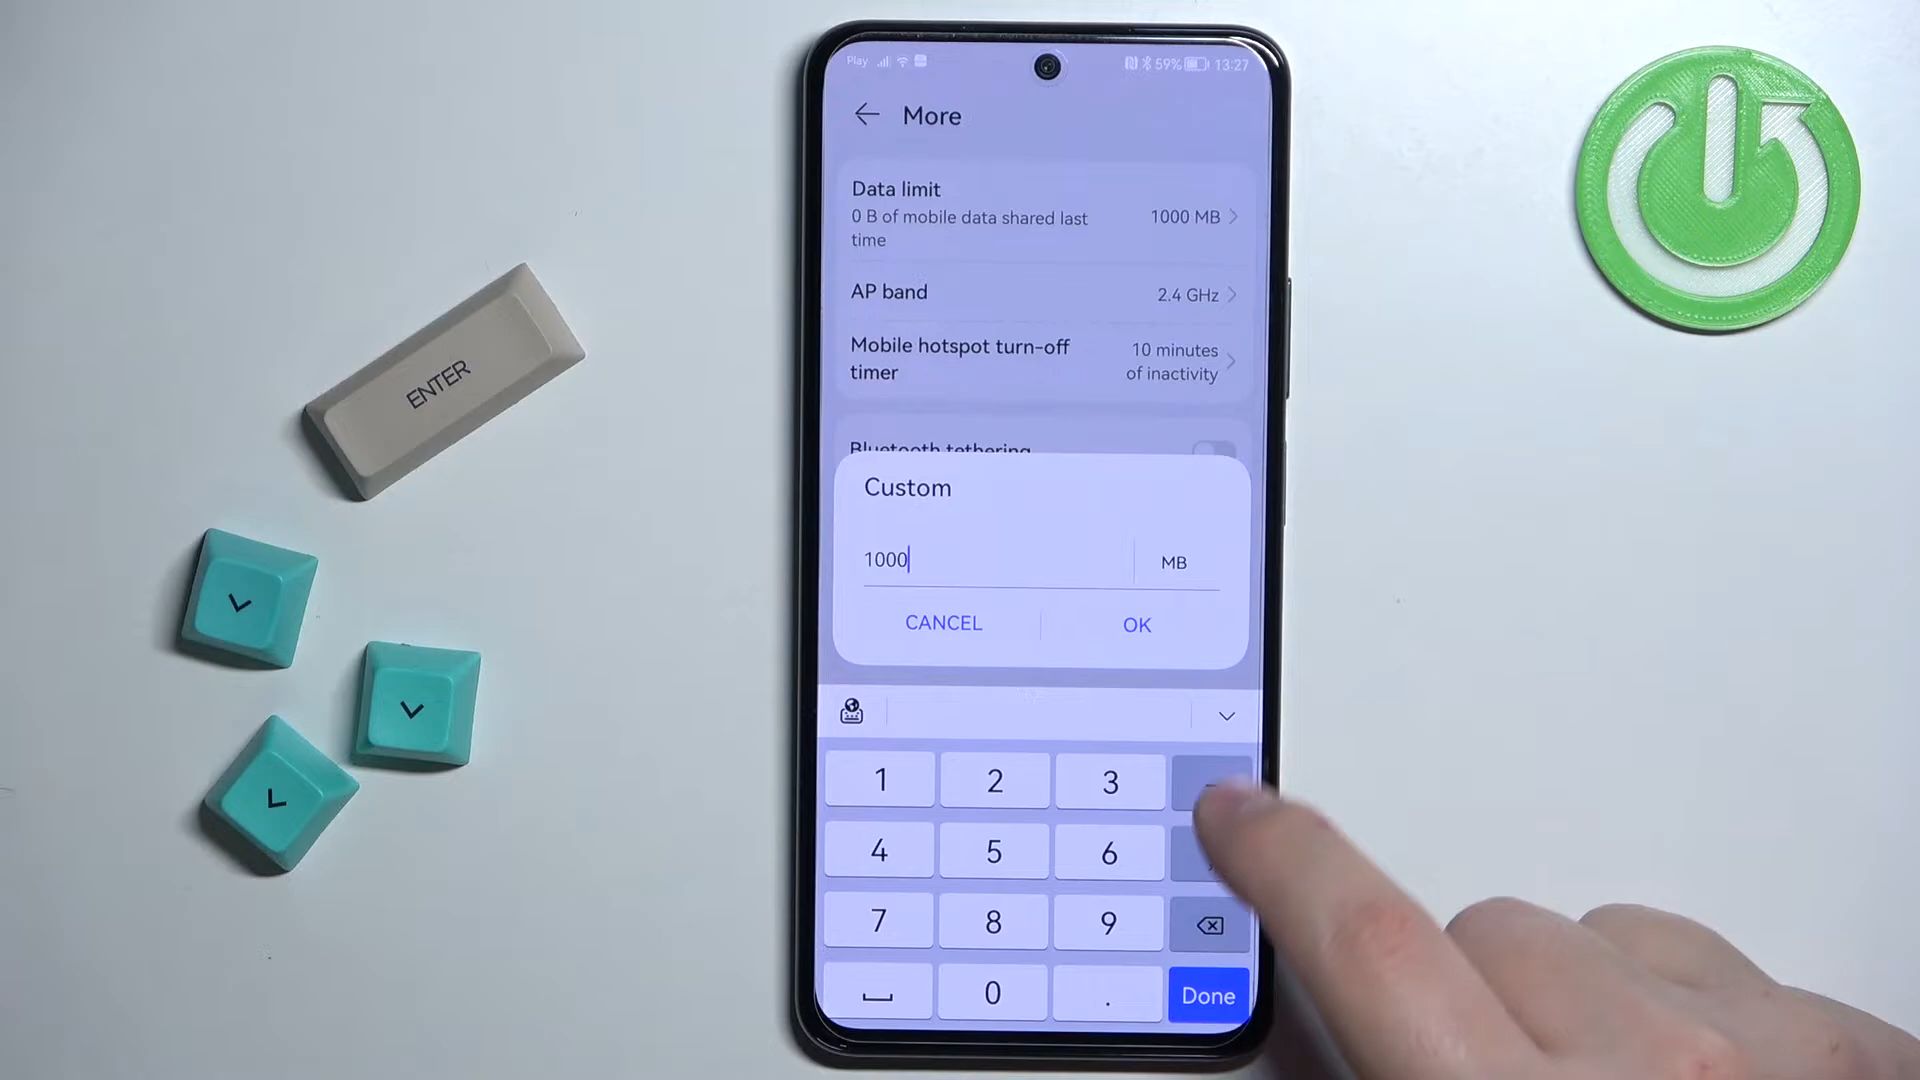 Play
59% 13:27
More
Data limit
0 B of mobile data shared last
time
1000 MB
AP band
2.4 GHz
Mobile hotspot turn-off
timer
10 minutes
of inactivity
Bluetooth tethering
Custom
1000
MB
CANCEL
OK
1 2 3 -
4 5 6
7 8 9
0 .
Done
ENTER